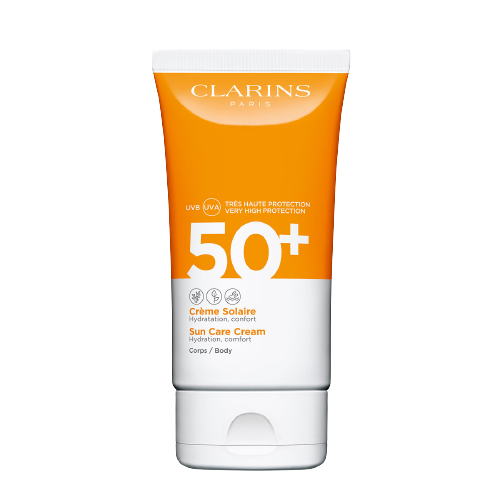 CLARINS
PARIS
UVB UVA TRÈS HAUTE PROTECTION
VERY HIGH PROTECTION
50+
Crème Solaire
Hydratation, confort
Sun Care Cream
Hydration, comfort
Corps / Body